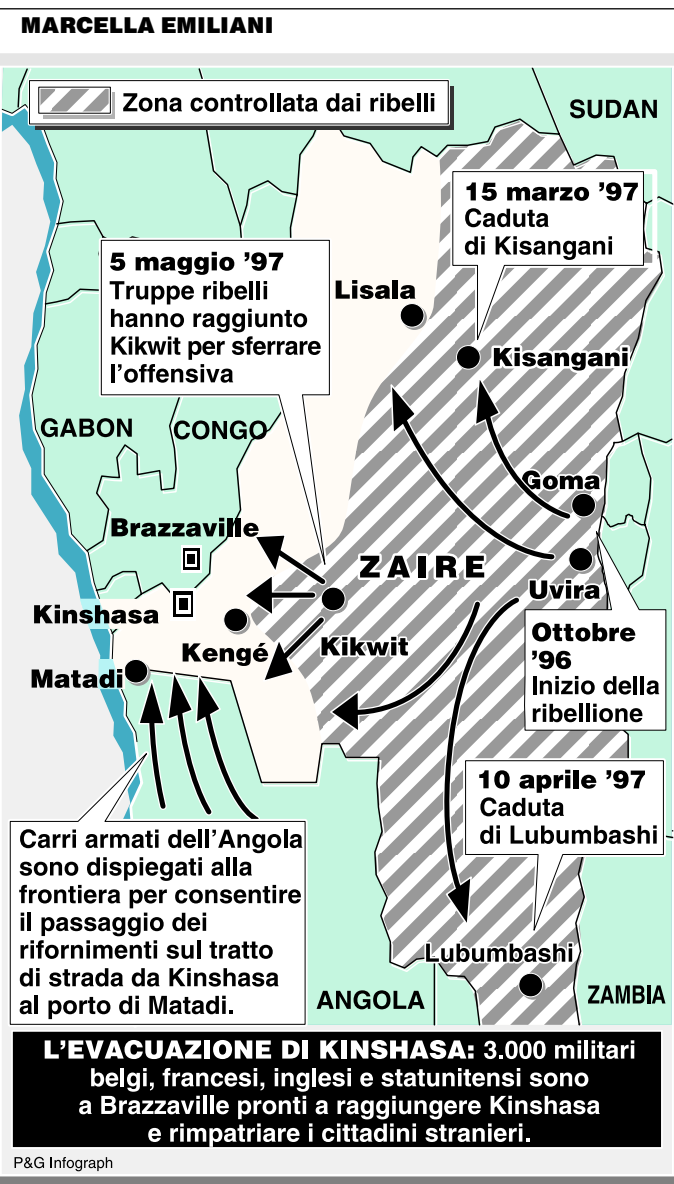 MARCELLA EMILIANI
Zona controllata dai ribelli
SUDAN
15 marzo ’97
Caduta
di Kisangani
5 maggio ’97
Truppe ribelli
hanno raggiunto
Kikwit per sferrare
l’offensiva
Lisala
Kisangani
GABON
CONGO
Goma
Brazzaville
ZAIRE
Uvira
Kinshasa
Kengé
Kikwit
Matadi
Ottobre
’96
Inizio della
ribellione
10 aprile ’97
Caduta
di Lubumbashi
Carri armati dell’Angola
sono dispiegati alla
frontiera per consentire
il passaggio dei
rifornimenti sul tratto
di strada da Kinshasa
al porto di Matadi.
Lubumbashi
ANGOLA
ZAMBIA
L’EVACUAZIONE DI KINSHASA: 3.000 militari
belgi, francesi, inglesi e statunitensi sono
a Brazzaville pronti a raggiungere Kinshasa
e rimpatriare i cittadini stranieri.
P&G Infograph